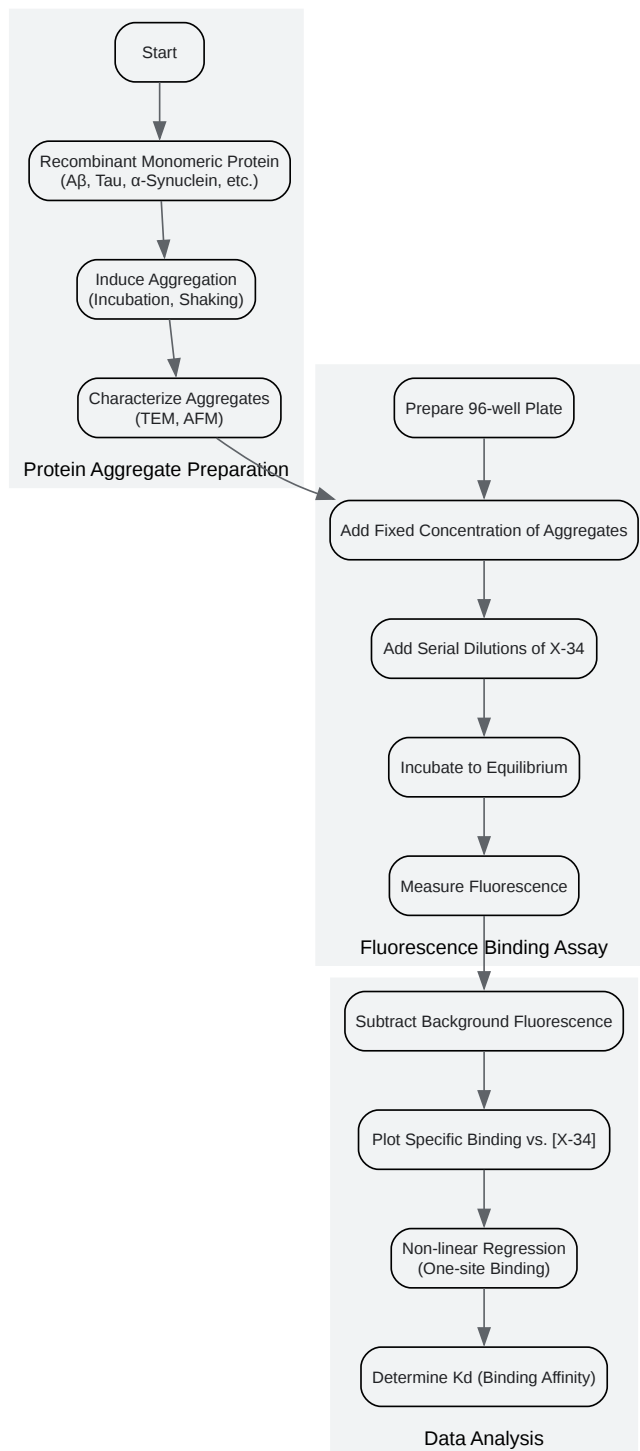 Start
Recombinant Monomeric Protein
(Aβ, Tau, α-Synuclein, etc.)
Induce Aggregation
(Incubation, Shaking)
Characterize Aggregates
(TEM, AFM)
Protein Aggregate Preparation
Prepare 96-well Plate
Add Fixed Concentration of Aggregates
Add Serial Dilutions of X-34
Incubate to Equilibrium
Measure Fluorescence
Fluorescence Binding Assay
Subtract Background Fluorescence
Plot Specific Binding vs. [X-34]
Non-linear Regression
(One-site Binding)
Determine Kd (Binding Affinity)
Data Analysis